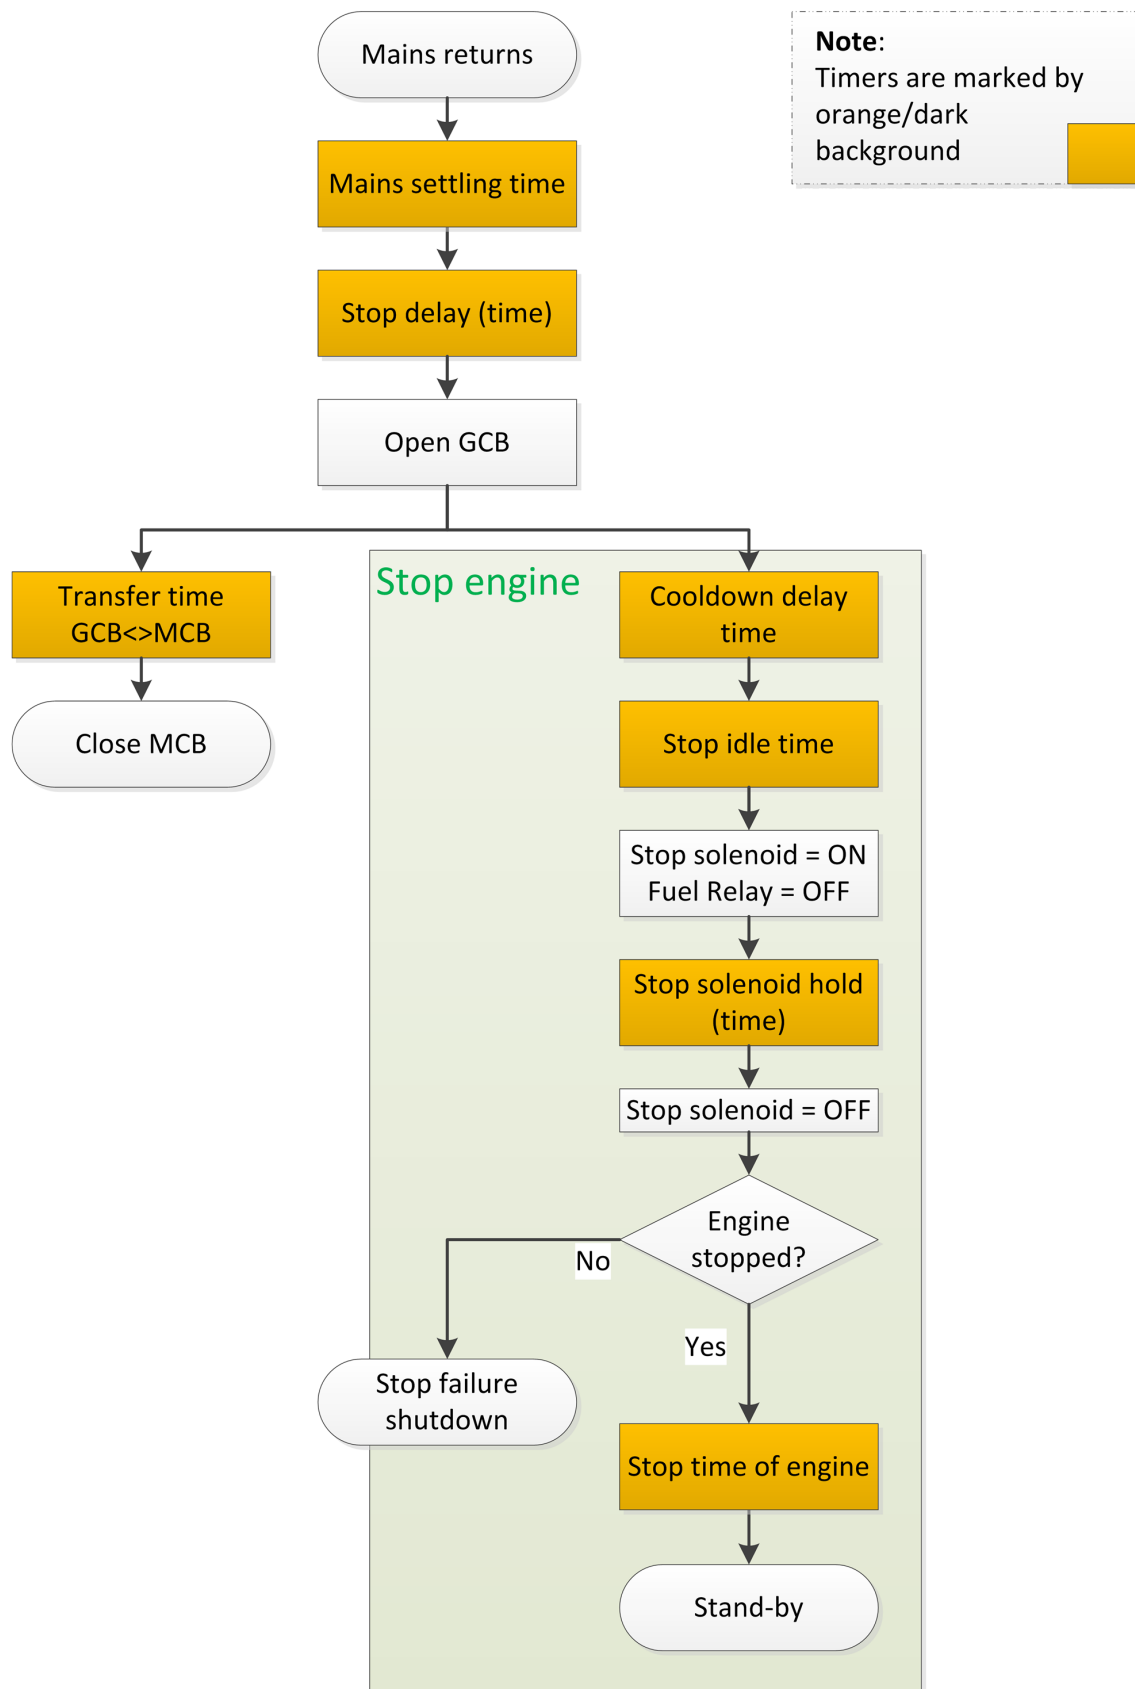 Mains returns
Note:
Timers are marked by
orange/dark
background
Mains settling time
Stop delay (time)
Open GCB
Transfer time
GCB<>MCB
Close MCB
Stop engine
Cooldown delay
time
Stop idle time
Stop solenoid = ON
Fuel Relay = OFF
Stop solenoid hold
(time)
Stop solenoid = OFF
Engine
stopped?
No
Yes
Stop failure
shutdown
Stop time of engine
Stand-by